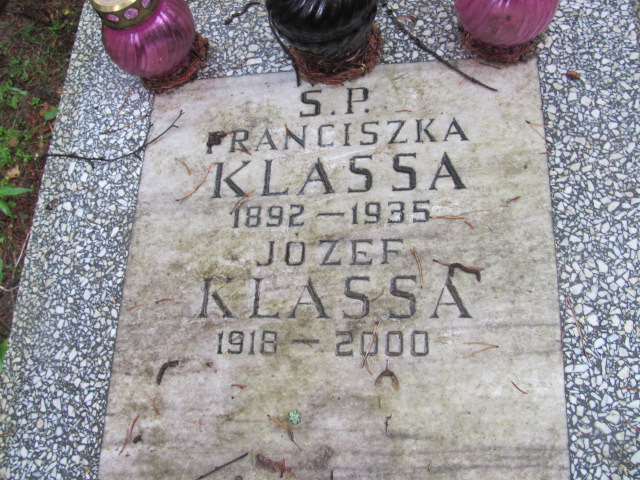 Ś.P.
FRANCISZKA
KLASSA
1892-1935
JÓZEF
KLASSA
1918-2000